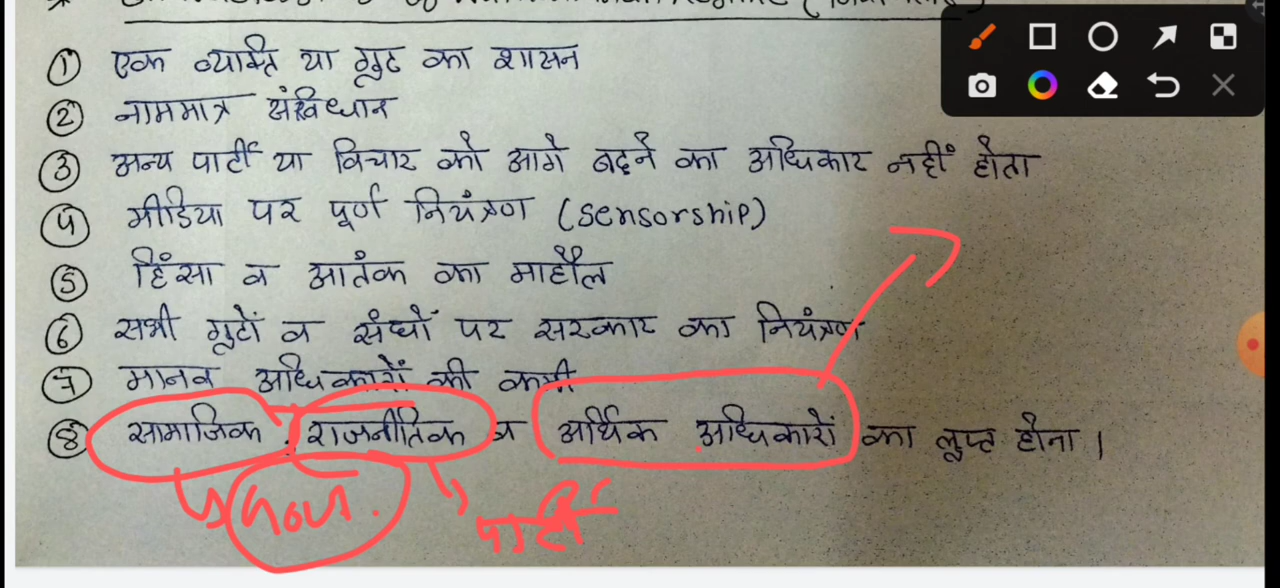 ① एक व्यक्ति या गूट का शासन
② नाममात्र संविधान
③ अन्य पार्टी या विचार को आगे बढ़ने का अधिकार नहीं होता
④ मीडिया पर पूर्ण नियंत्रण (sensorship)
⑤ हिंसा व आतंक का माहौल
⑥ सभी गूटों व संघों पर सरकार का नियंत्रण
⑦ मानव अधिकारों की कमी
⑧ सामाजिक, राजनीतिक व आर्थिक अधिकारों का लूप्त होना।
पार्टी